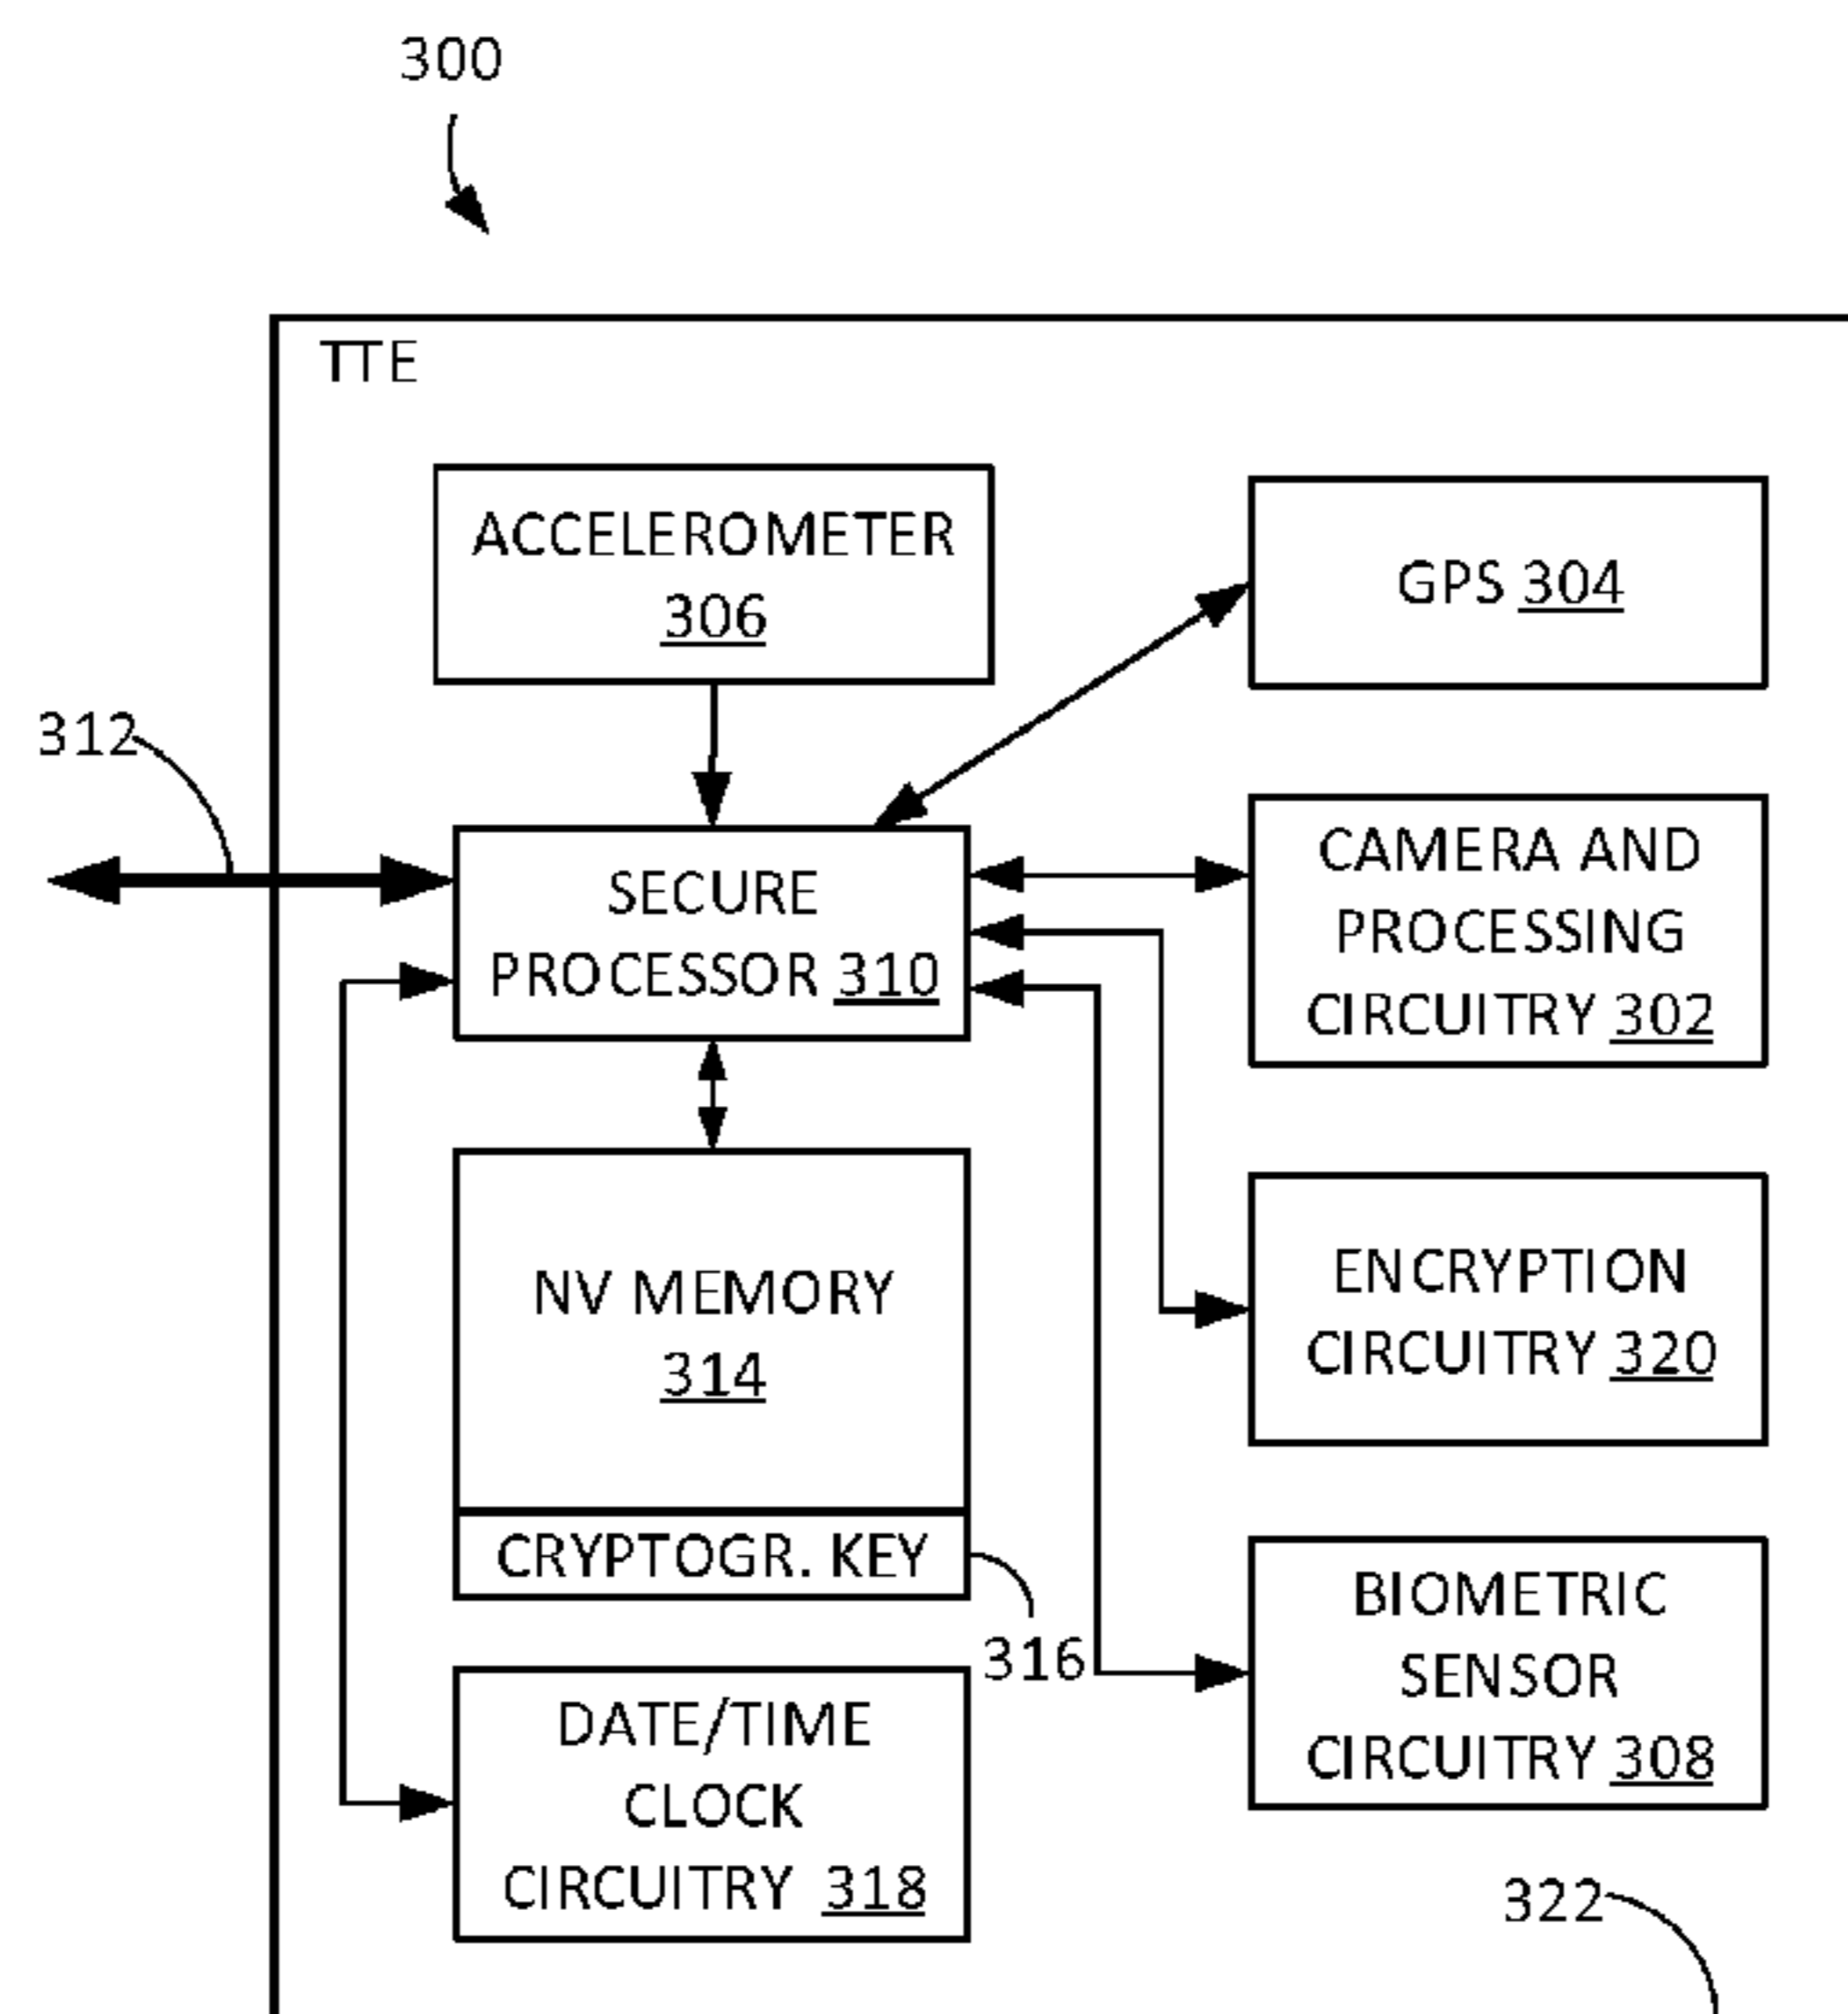 300
TTE
ACCELEROMETER
306
GPS 304
312
SECURE
PROCESSOR 310
CAMERA AND
PROCESSING
CIRCUITRY 302
NV MEMORY
314
ENCRYPTION
CIRCUITRY 320
CRYPTOGR. KEY
316
BIOMETRIC
SENSOR
CIRCUITRY 308
DATE/TIME
CLOCK
CIRCUITRY 318
322